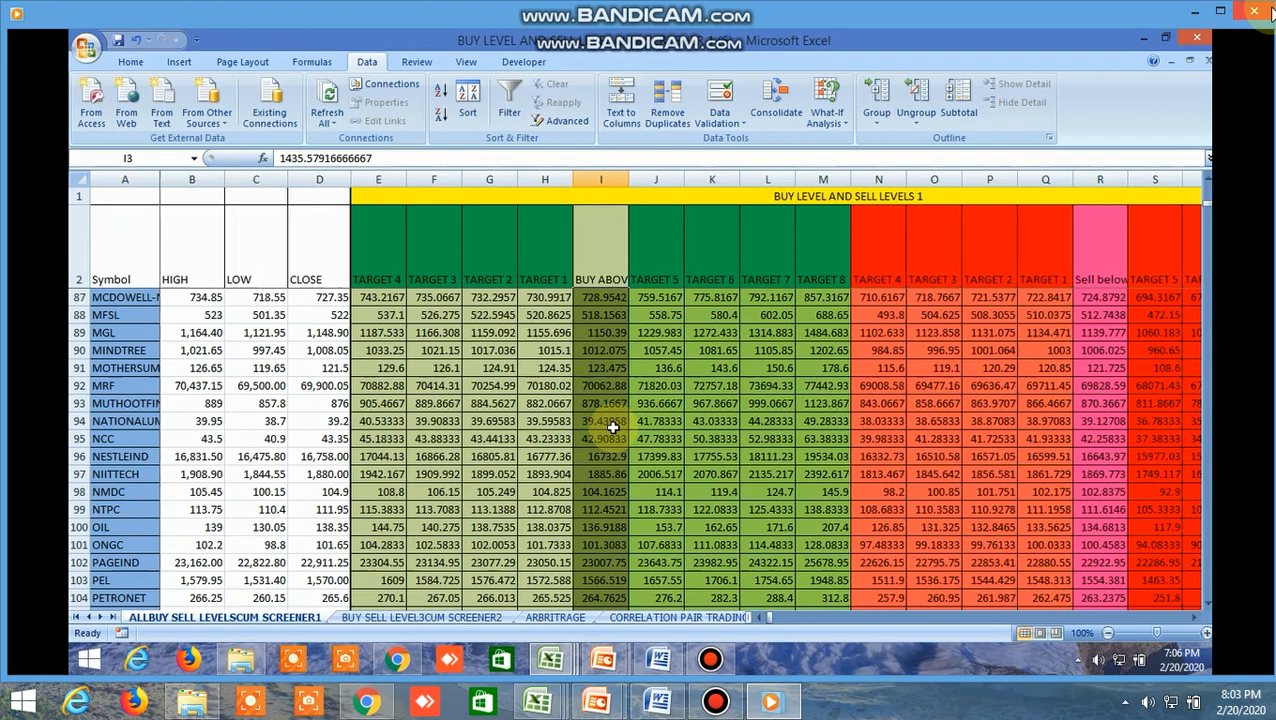 www.BANDICAM.com
BUY LEVEL AND SELL
www.BANDICAM.com
Microsoft Excel
Home Insert Page Layout Formulas Data Review View Developer
From Access From Web From Text From Other Sources Existing Connections Refresh All Connections Properties Edit Links Sort Filter Clear Reapply Advanced Text to Columns Remove Duplicates Data Validation Consolidate What-If Analysis Group Ungroup Subtotal Show Detail Hide Detail
Get External Data Connections Sort & Filter Data Tools Outline
I3 fx 1435.57916666667
A B C D E F G H I J K L M N O P Q R S
1 BUY LEVEL AND SELL LEVELS 1
2 Symbol HIGH LOW CLOSE TARGET 4 TARGET 3 TARGET 2 TARGET 1 BUY ABOV TARGET 5 TARGET 6 TARGET 7 TARGET 8 TARGET 4 TARGET 3 TARGET 2 TARGET 1 Sell below TARGET 5
87 MCDOWELL-N 734.85 718.55 727.35 743.2167 735.0667 732.2957 730.9917 728.9542 759.5167 775.8167 792.1167 857.3167 710.6167 718.7667 721.5377 722.8417 724.8792 694.3167
88 MFSL 523 501.35 522 537.1 526.275 522.5945 520.8625 518.1563 558.75 580.4 602.05 688.65 493.8 504.625 508.3055 510.0375 512.7438 472.15
89 MGL 1,164.40 1,121.95 1,148.90 1187.533 1166.308 1159.092 1155.696 1150.39 1229.983 1272.433 1314.883 1484.683 1102.633 1123.858 1131.075 1134.471 1139.777 1060.183
90 MINDTREE 1,021.65 997.45 1,008.05 1033.25 1021.15 1017.036 1015.1 1012.075 1057.45 1081.65 1105.85 1202.65 984.85 996.95 1001.064 1003 1006.025 960.65
91 MOTHERSUM 126.65 119.65 121.5 129.6 126.1 124.91 124.35 123.475 136.6 143.6 150.6 178.6 115.6 119.1 120.29 120.85 121.725 108.6
92 MRF 70,437.15 69,500.00 69,900.05 70882.88 70414.31 70254.99 70180.02 70062.88 71820.03 72757.18 73694.33 77442.93 69008.58 69477.16 69636.47 69711.45 69828.59 68071.43
93 MUTHOOTFIN 889 857.8 876 905.4667 889.8667 884.5627 882.0667 878.1667 936.6667 967.8667 999.0667 1123.867 843.0667 858.6667 863.9707 866.4667 870.3667 811.8667
94 NATIONALUM 39.95 38.7 39.2 40.53333 39.90833 39.69583 39.59583 41.78333 43.03333 44.28333 49.28333 38.03333 38.65833 38.87083 38.97083 39.12708 36.78333
95 NCC 43.5 40.9 43.35 45.18333 43.88333 43.44133 43.23333 42.90833 47.78333 50.38333 52.98333 63.38333 39.98333 41.28333 41.72533 41.93333 42.25833 37.38333
96 NESTLEIND 16,831.50 16,475.80 16,758.00 17044.13 16866.28 16805.81 16777.36 16732.9 17399.83 17755.53 18111.23 19534.03 16332.73 16510.58 16571.05 16599.51 16643.97 15977.03
97 NIITTECH 1,908.90 1,844.55 1,880.00 1942.167 1909.992 1899.052 1893.904 1885.86 2006.517 2070.867 2135.217 2392.617 1813.467 1845.642 1856.581 1861.729 1869.773 1749.117
98 NMDC 105.45 100.15 104.9 108.8 106.15 105.249 104.825 104.1625 114.1 119.4 124.7 145.9 98.2 100.85 101.751 102.175 102.8375 92.9
99 NTPC 113.75 110.4 111.95 115.3833 113.7083 113.1388 112.8708 112.4521 118.7333 122.0833 125.4333 138.8333 108.6833 110.3583 110.9278 111.1958 111.6146 105.3333
100 OIL 139 130.05 138.35 144.75 140.275 138.7535 138.0375 136.9188 153.7 162.65 171.6 207.4 126.85 131.325 132.8465 133.5625 134.6813 117.9
101 ONGC 102.2 98.8 101.65 104.2833 102.5833 102.0053 101.7333 101.3083 107.6833 111.0833 114.4833 128.0833 97.48333 99.18333 99.76133 100.0333 100.4583 94.08333
102 PAGEIND 23,162.00 22,822.80 22,911.25 23304.55 23134.95 23077.29 23050.15 23007.75 23643.75 23982.95 24322.15 25678.95 22626.15 22795.75 22853.41 22880.55 22922.95 22286.95
103 PEL 1,579.95 1,531.40 1,570.00 1609 1584.725 1576.472 1572.588 1566.519 1657.55 1706.1 1754.65 1948.85 1511.9 1536.175 1544.429 1548.313 1554.381 1463.35
104 PETRONET 266.25 260.15 265.6 270.1 267.05 266.013 265.525 264.7625 276.2 282.3 288.4 312.8 257.9 260.95 261.987 262.475 263.2375 251.8
ALLBUY SELL LEVELSCUM SCREENER1 BUY SELL LEVEL3CUM SCREENER2 ARBRITRAGE CORRELATION PAIR TRADING
Ready 100%
7:06 PM
2/20/2020
8:03 PM
2/20/2020